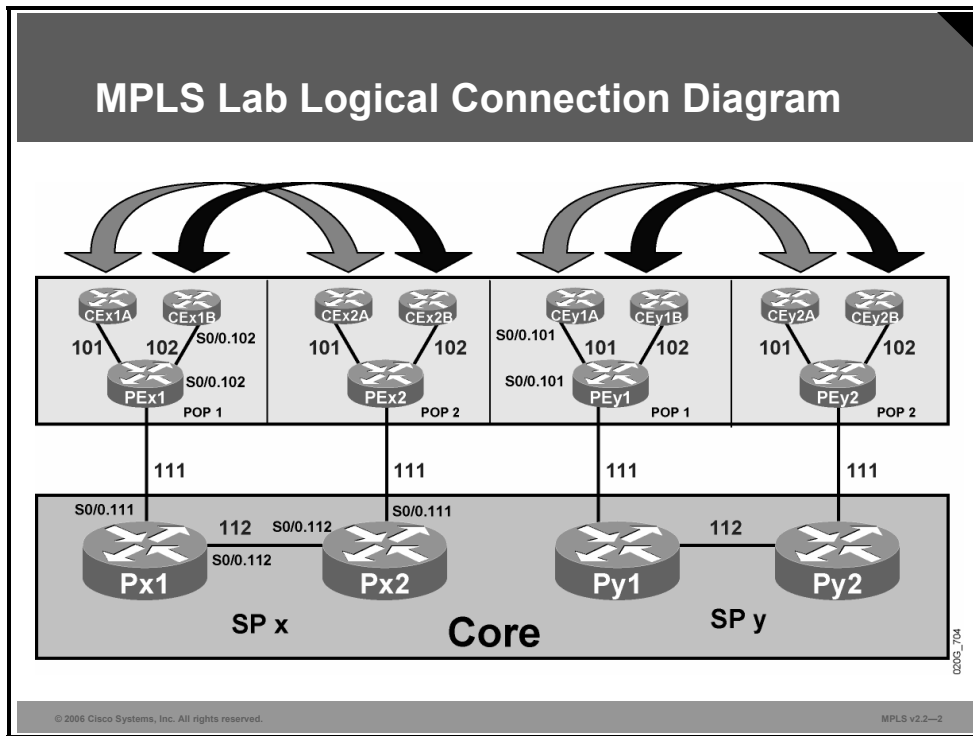 MPLS Lab Logical Connection Diagram
CEx1A CEx1B CEx2A CEx2B CEy1A CEy1B CEy2A CEy2B
S0/0.102 S0/0.101
101 102 101 102 101 102 101 102
S0/0.102 S0/0.101
PEx1 PEx2 PEy1 PEy2
POP 1 POP 2 POP 1 POP 2
111 111 111 111
S0/0.111 S0/0.111
112 S0/0.112 112
S0/0.112
Px1 Px2 Py1 Py2
SP x SP y
Core
020G_704
© 2006 Cisco Systems, Inc. All rights reserved. MPLS v2.2—2